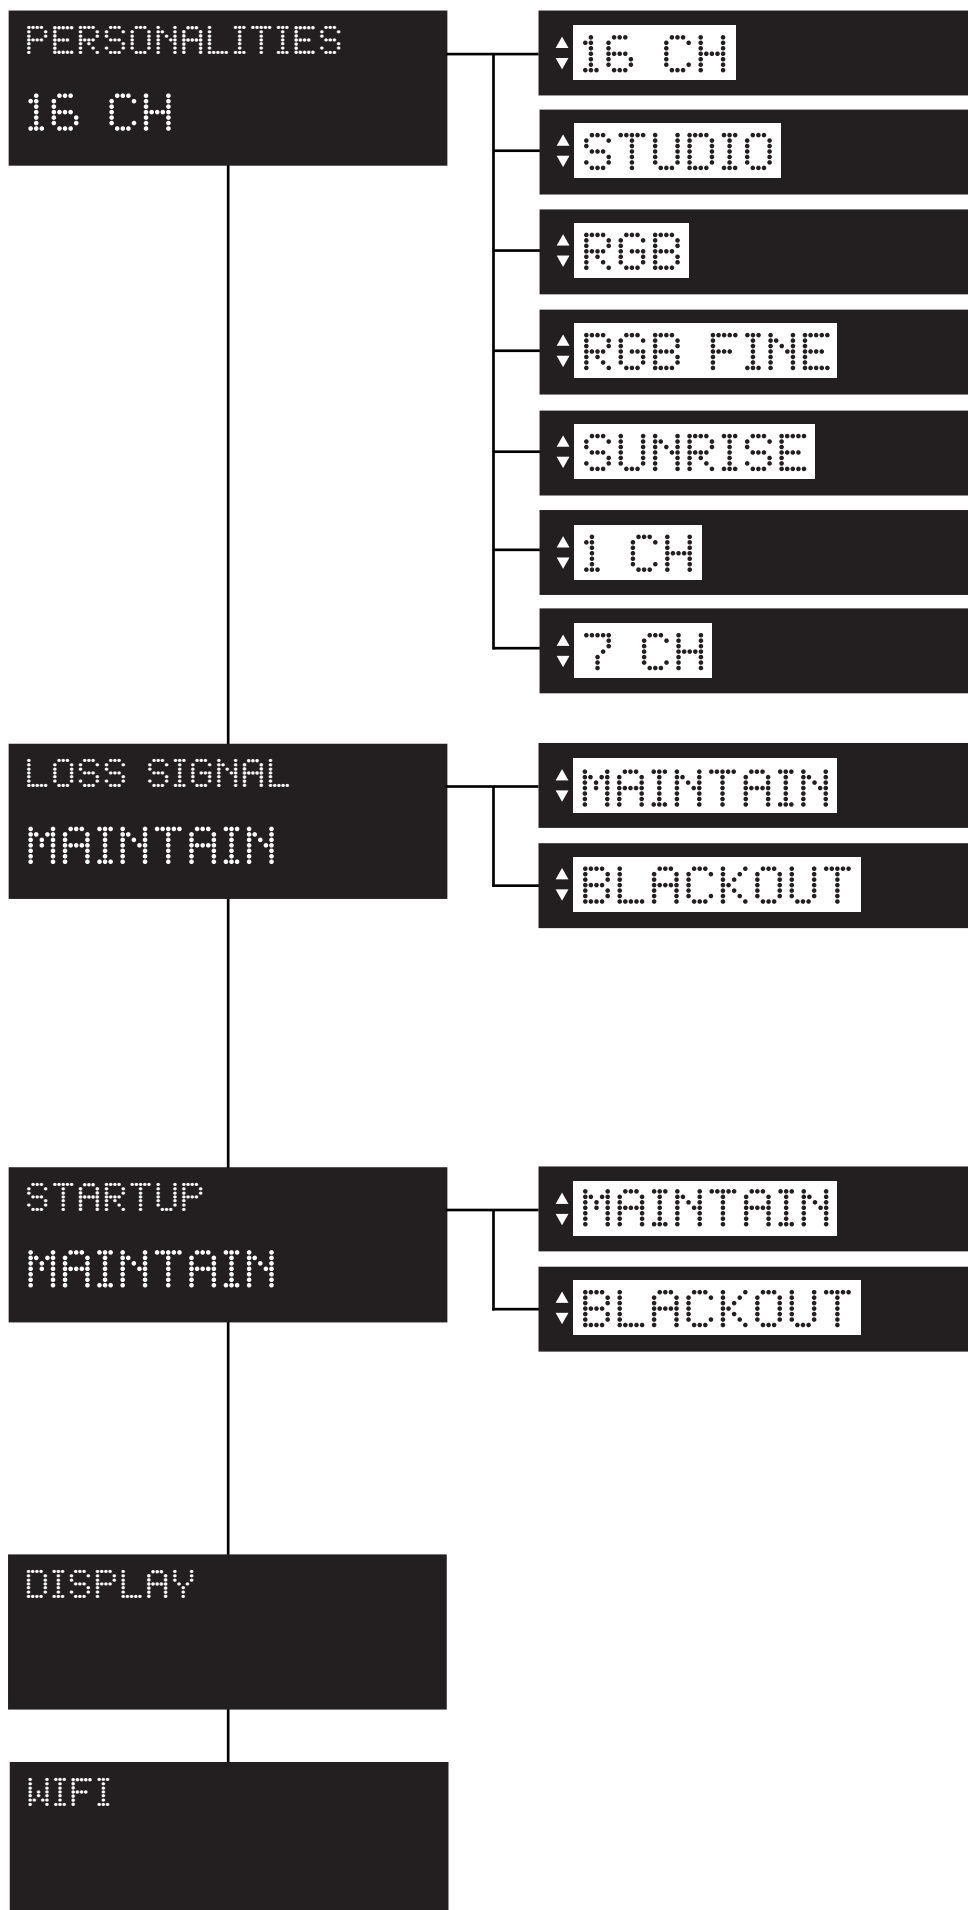 PERSONALITIES
16 CH
16 CH
STUDIO
RGB
RGB FINE
SUNRISE
1 CH
7 CH
LOSS SIGNAL
MAINTAIN
MAINTAIN
BLACKOUT
STARTUP
MAINTAIN
MAINTAIN
BLACKOUT
DISPLAY
WIFI